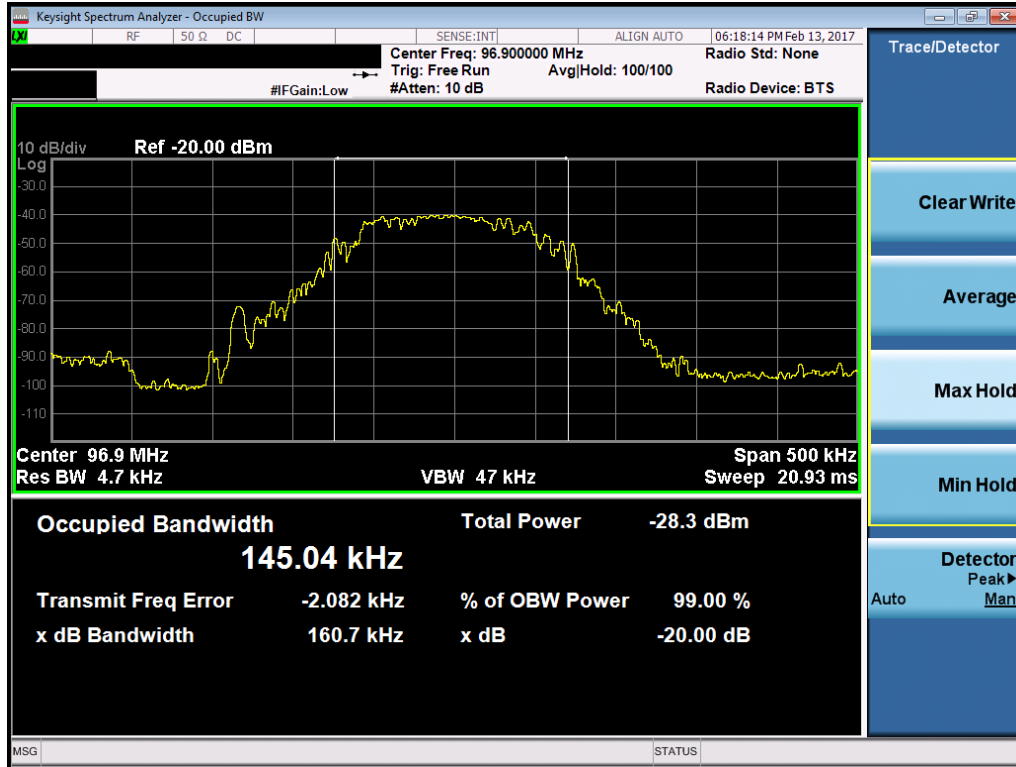 Keysight Spectrum Analyzer - Occupied BW
LXI RF 50 Ω DC SENSE:INT ALIGN AUTO 06:18:14 PM Feb 13, 2017
Center Freq: 96.900000 MHz Radio Std: None
Trig: Free Run Avg|Hold: 100/100
#IFGain:Low #Atten: 10 dB Radio Device: BTS
10 dB/div Ref -20.00 dBm
Log
-30.0
-40.0
-50.0
-60.0
-70.0
-80.0
-90.0
-100
-110
Center 96.9 MHz Span 500 kHz
Res BW 4.7 kHz VBW 47 kHz Sweep 20.93 ms
Occupied Bandwidth Total Power -28.3 dBm
145.04 kHz
Transmit Freq Error -2.082 kHz % of OBW Power 99.00 %
x dB Bandwidth 160.7 kHz x dB -20.00 dB
MSG STATUS
Trace/Detector
Clear Write
Average
Max Hold
Min Hold
Detector
Peak▶
Auto Man